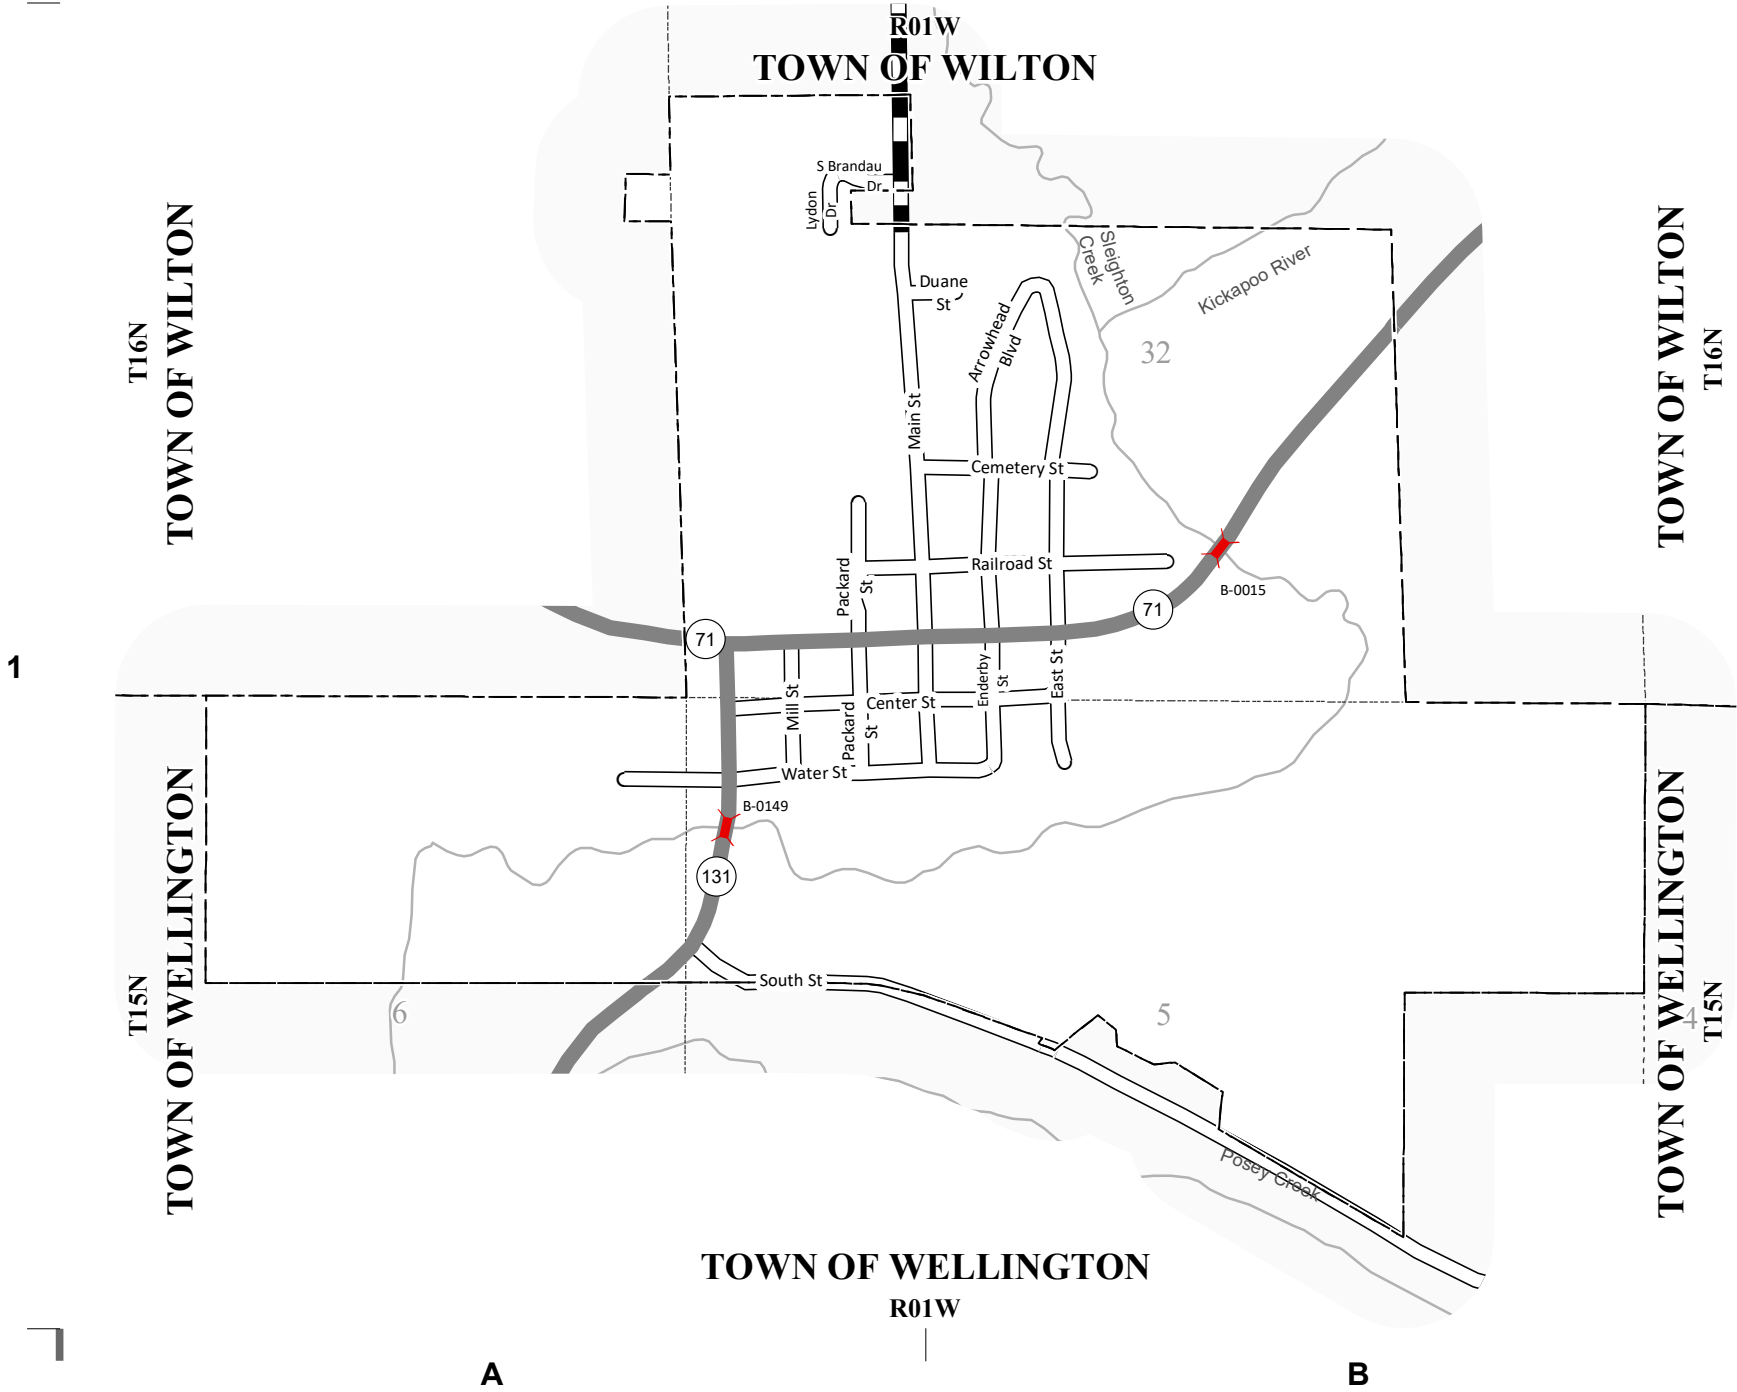 R01W
TOWN OF WILTON
S Brandau
Dr
Lydon
Dr
TOWN OF WILTON
T16N
TOWN OF WILTON
T16N
Sleighton
Creek
Kickapoo River
Duane
St
Arrowhead
Blvd
32
Main St
Cemetery St
Railroad St
Packard
St
B-0015
71
71
1
Enderby
St
East St
Mill St
Center St
Packard
St
Water St
B-0149
131
TOWN OF WELLINGTON
T15N
TOWN OF WELLINGTON
T15N
South St
6
5
4
Posey Creek
TOWN OF WELLINGTON
R01W
A
B